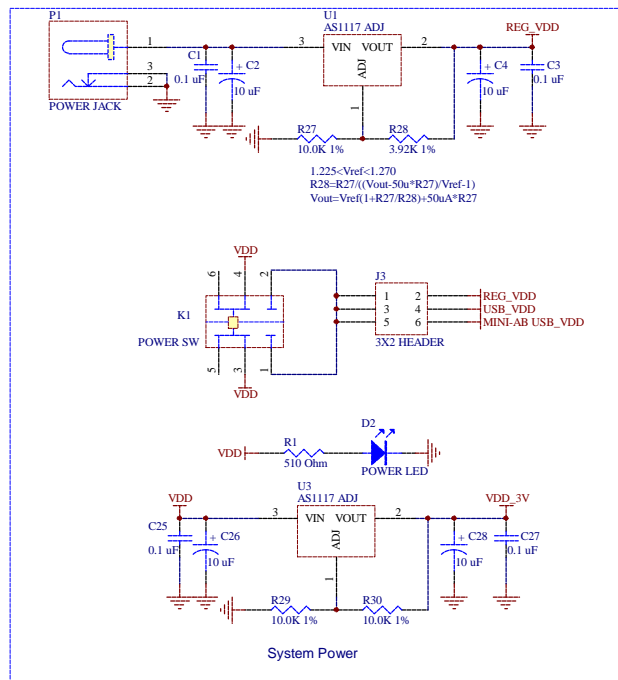 P1
POWER JACK
1
3
2
C1
0.1 uF
+ C2
10 uF
U1
AS1117 ADJ
3
VIN VOUT
ADJ
2
1
REG_VDD
+ C4
10 uF
C3
0.1 uF
R27
10.0K 1%
R28
3.92K 1%
1.225<Vref<1.270
R28=R27/((Vout-50u*R27)/Vref-1)
Vout=Vref(1+R27/R28)+50uA*R27
VDD
6
4
2
K1
POWER SW
5
3
1
VDD
J3
1 2
3 4
5 6
3X2 HEADER
REG_VDD
USB_VDD
MINI-AB USB_VDD
VDD
R1
510 Ohm
D2
POWER LED
VDD
C25
0.1 uF
+ C26
10 uF
U3
AS1117 ADJ
3
VIN VOUT
ADJ
2
1
VDD_3V
+ C28
10 uF
C27
0.1 uF
R29
10.0K 1%
R30
10.0K 1%
System Power